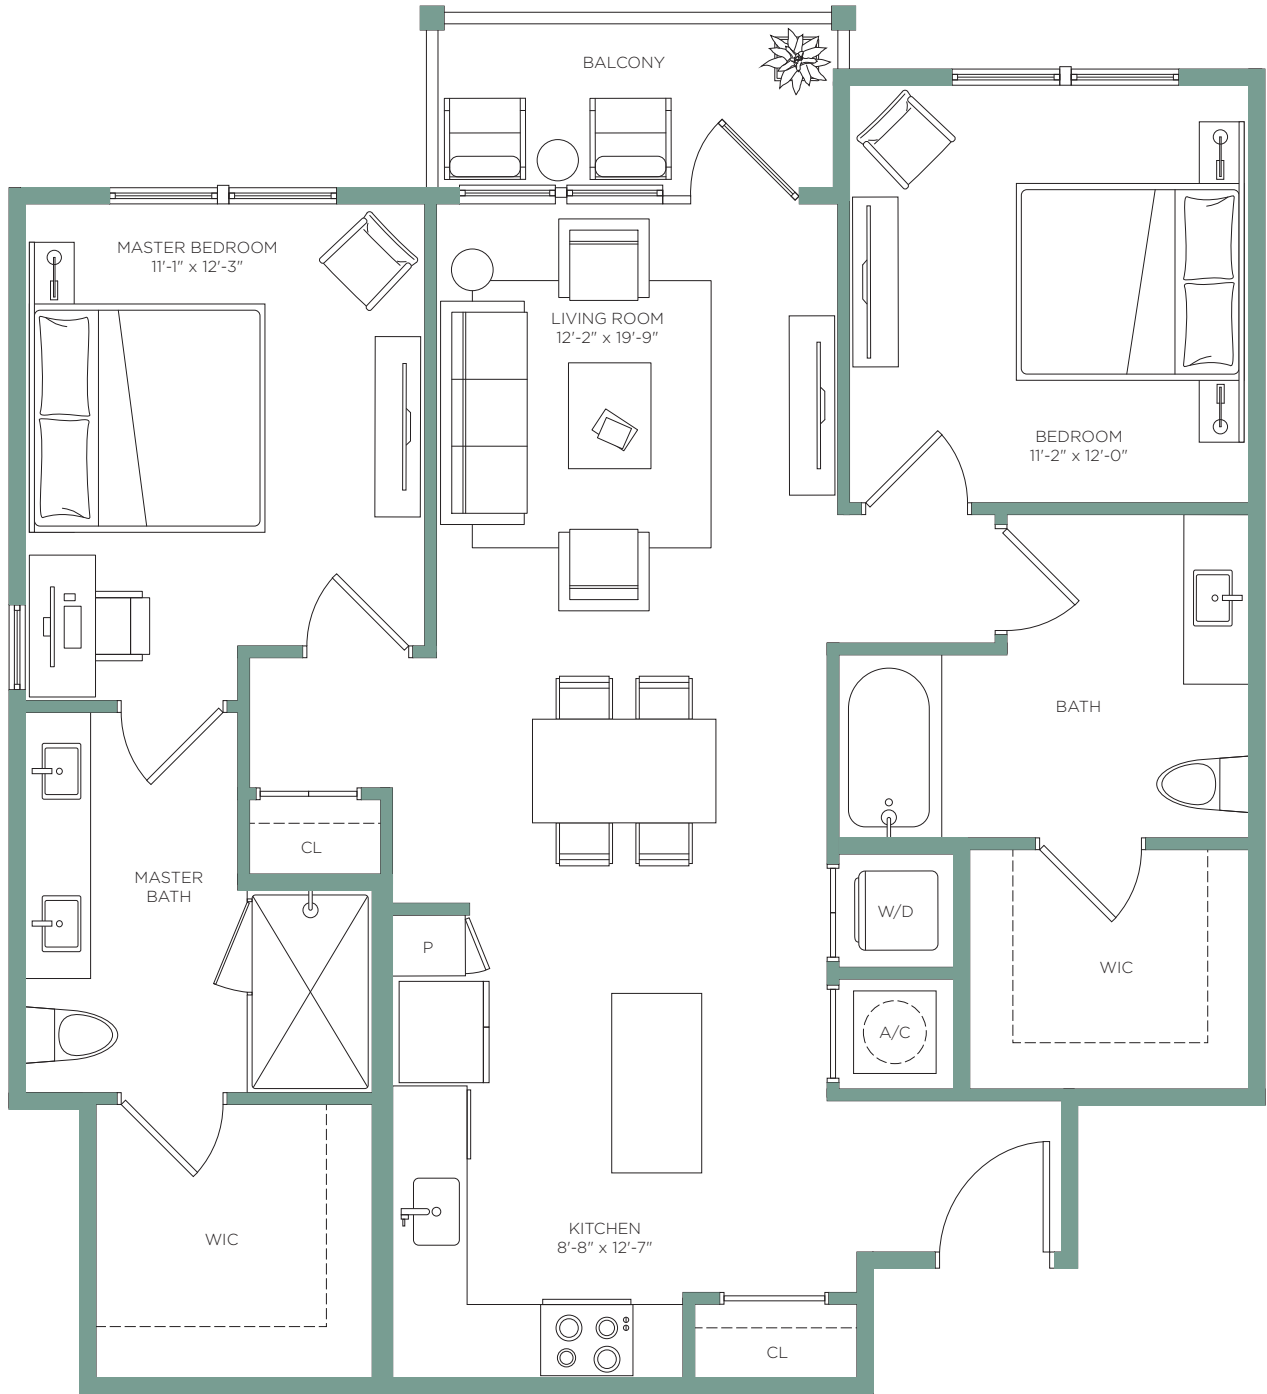 BALCONY
MASTER BEDROOM
11'-1" x 12'-3"
LIVING ROOM
12'-2" x 19'-9"
BEDROOM
11'-2" x 12'-0"
BATH
CL
MASTER
BATH
W/D
P
WIC
A/C
KITCHEN
8'-8" x 12'-7"
WIC
CL